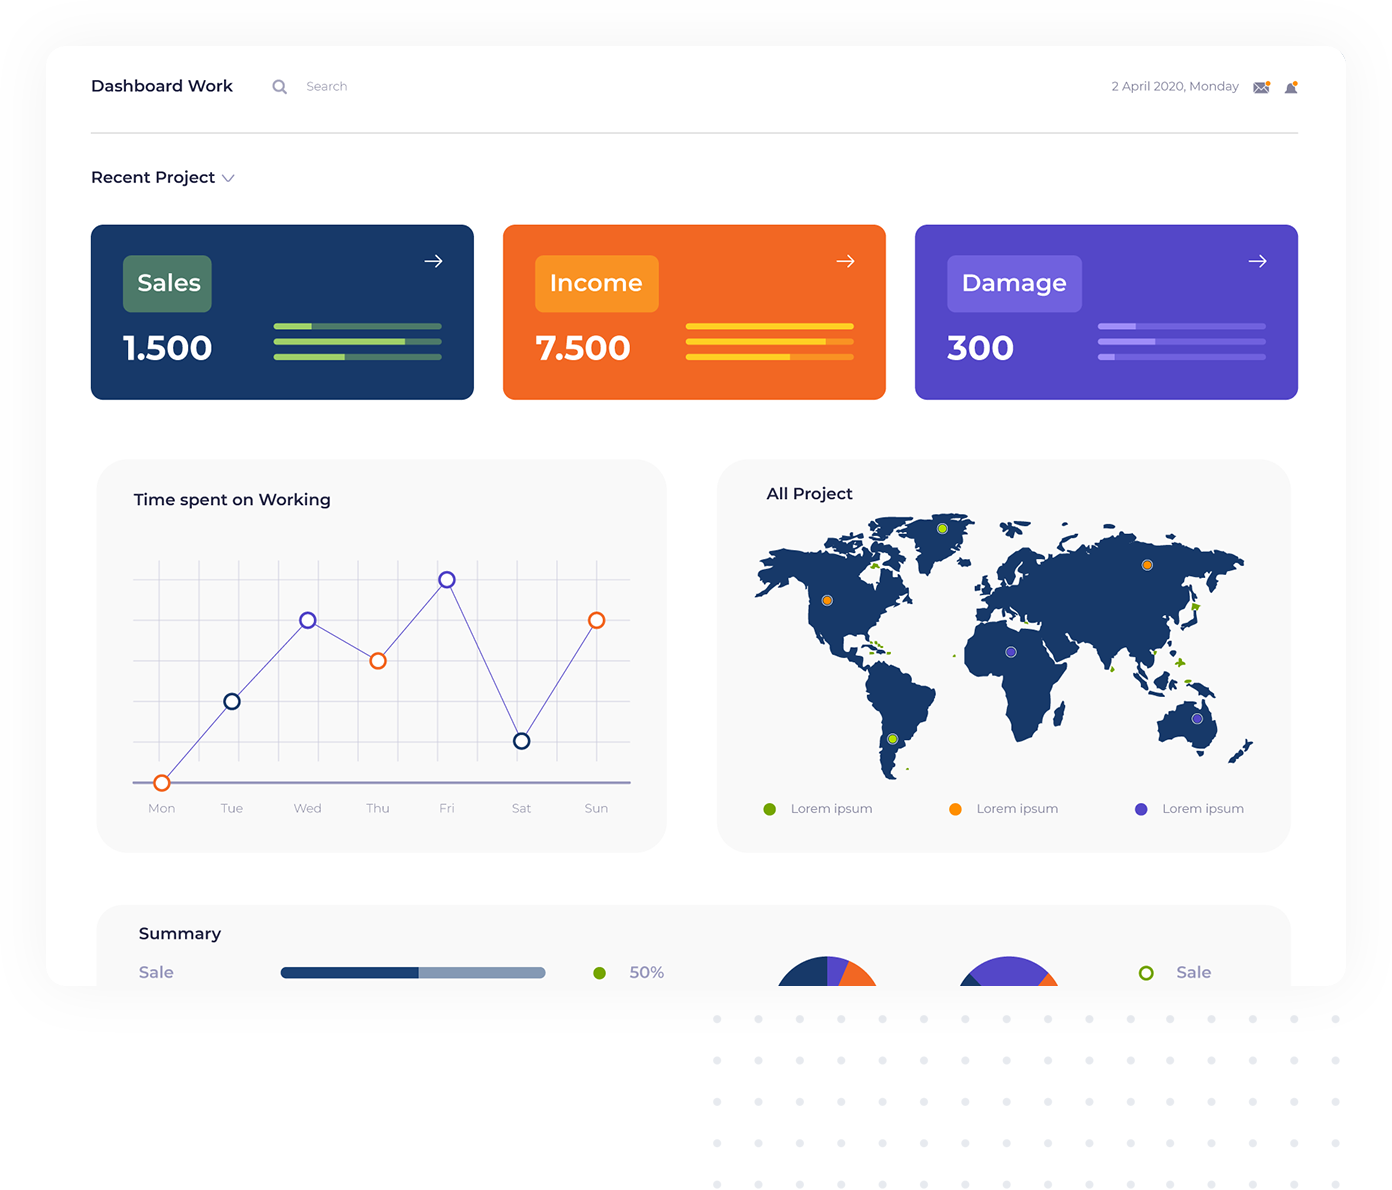 Dashboard Work
Search
2 April 2020, Monday
Recent Project
Sales
1.500
Income
7.500
Damage
300
Time spent on Working
Mon Tue Wed Thu Fri Sat Sun
All Project
Lorem ipsum Lorem ipsum Lorem ipsum
Summary
Sale
50%
Sale